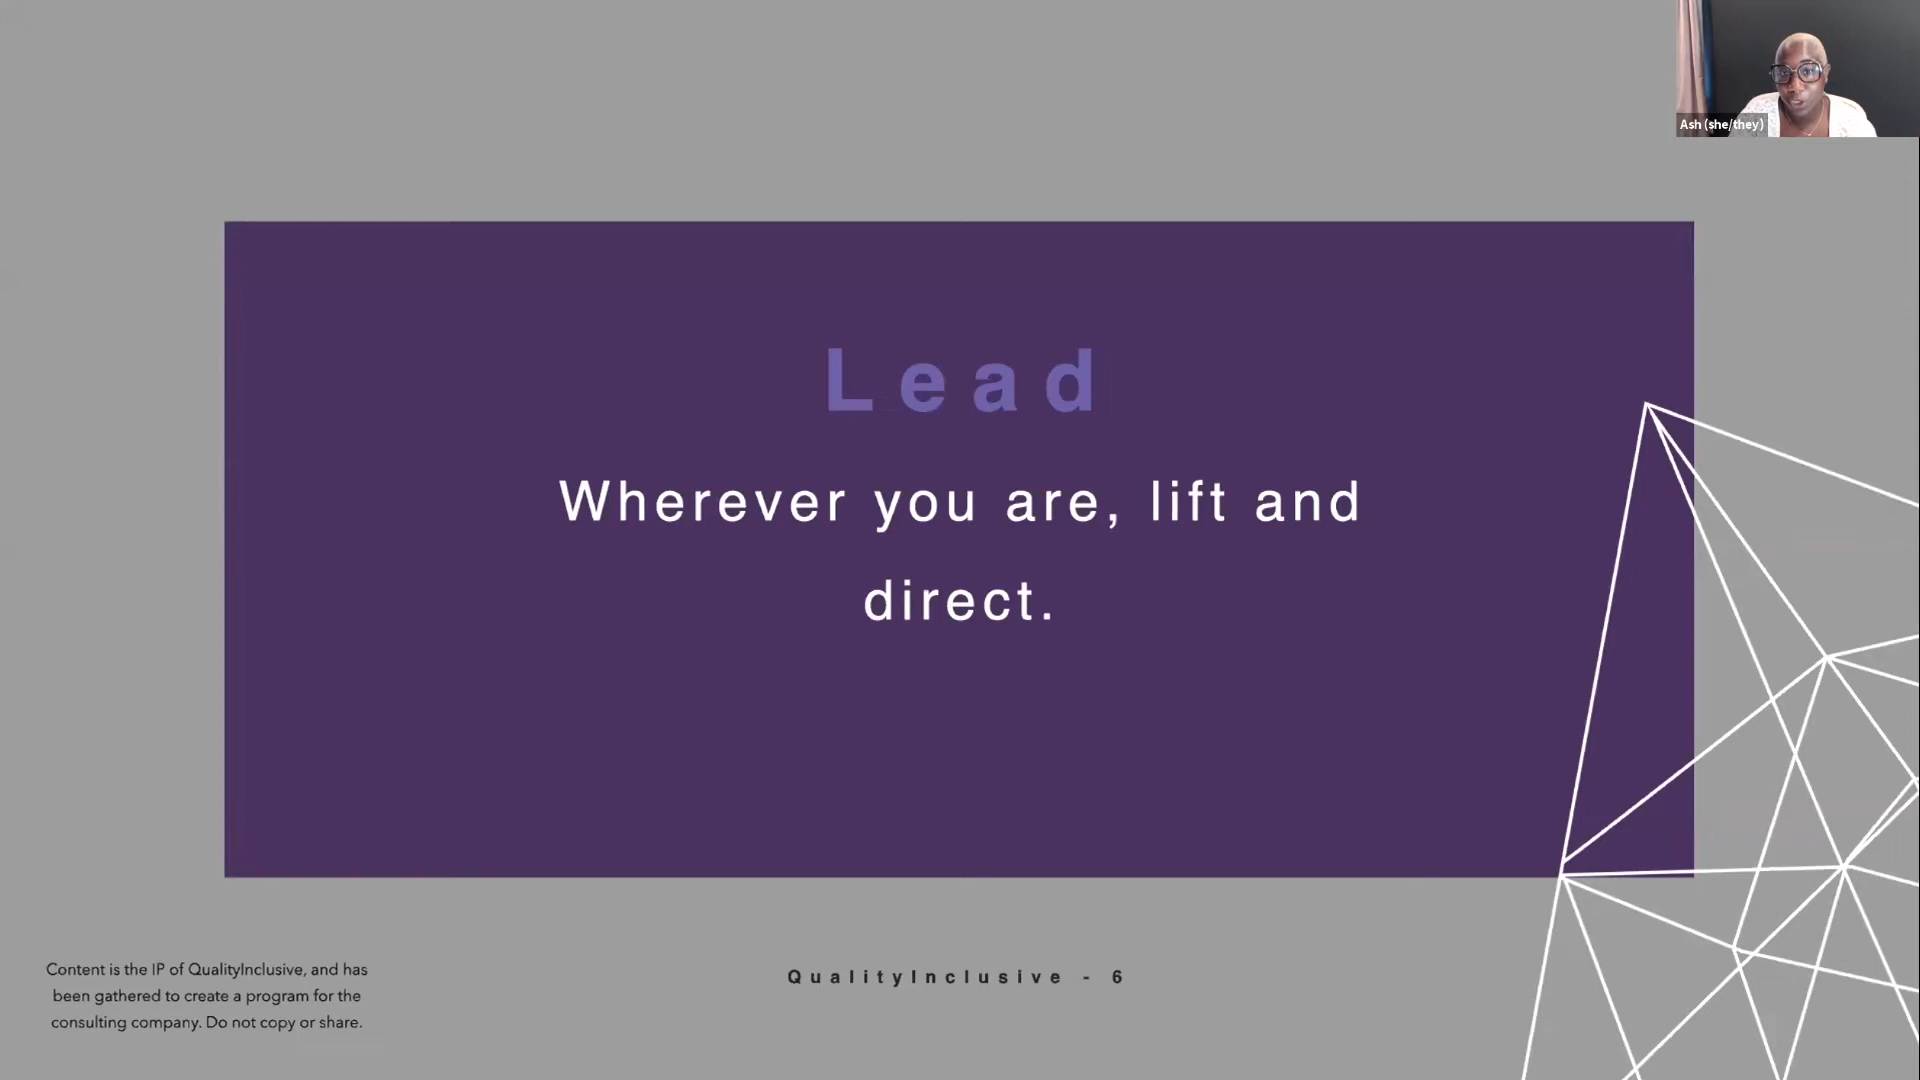 Ash (she/they)
Lead
Wherever you are, lift and
direct.
Content is the IP of QualityInclusive, and has
been gathered to create a program for the
consulting company. Do not copy or share.
QualityInclusive - 6